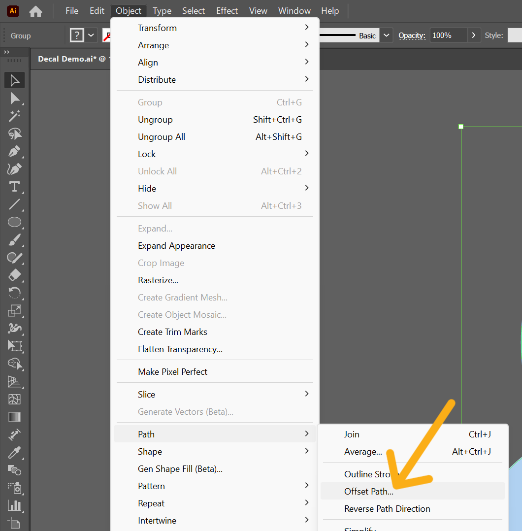 Ai File Edit Object Type Select Effect View Window Help
Group ? Basic Opacity: 100% Style:
Decal Demo.ai* @
Transform
Arrange
Align
Distribute
Group Ctrl+G
Ungroup Shift+Ctrl+G
Ungroup All Alt+Shift+G
Lock
Unlock All Alt+Ctrl+2
Hide
Show All Alt+Ctrl+3
Expand...
Expand Appearance
Crop Image
Rasterize...
Create Gradient Mesh...
Create Object Mosaic...
Create Trim Marks
Flatten Transparency...
Make Pixel Perfect
Slice
Generate Vectors (Beta)...
Path
Shape
Gen Shape Fill (Beta)...
Pattern
Repeat
Intertwine
Join Ctrl+J
Average... Alt+Ctrl+J
Outline Stro
Offset Path...
Reverse Path Direction
Simplify